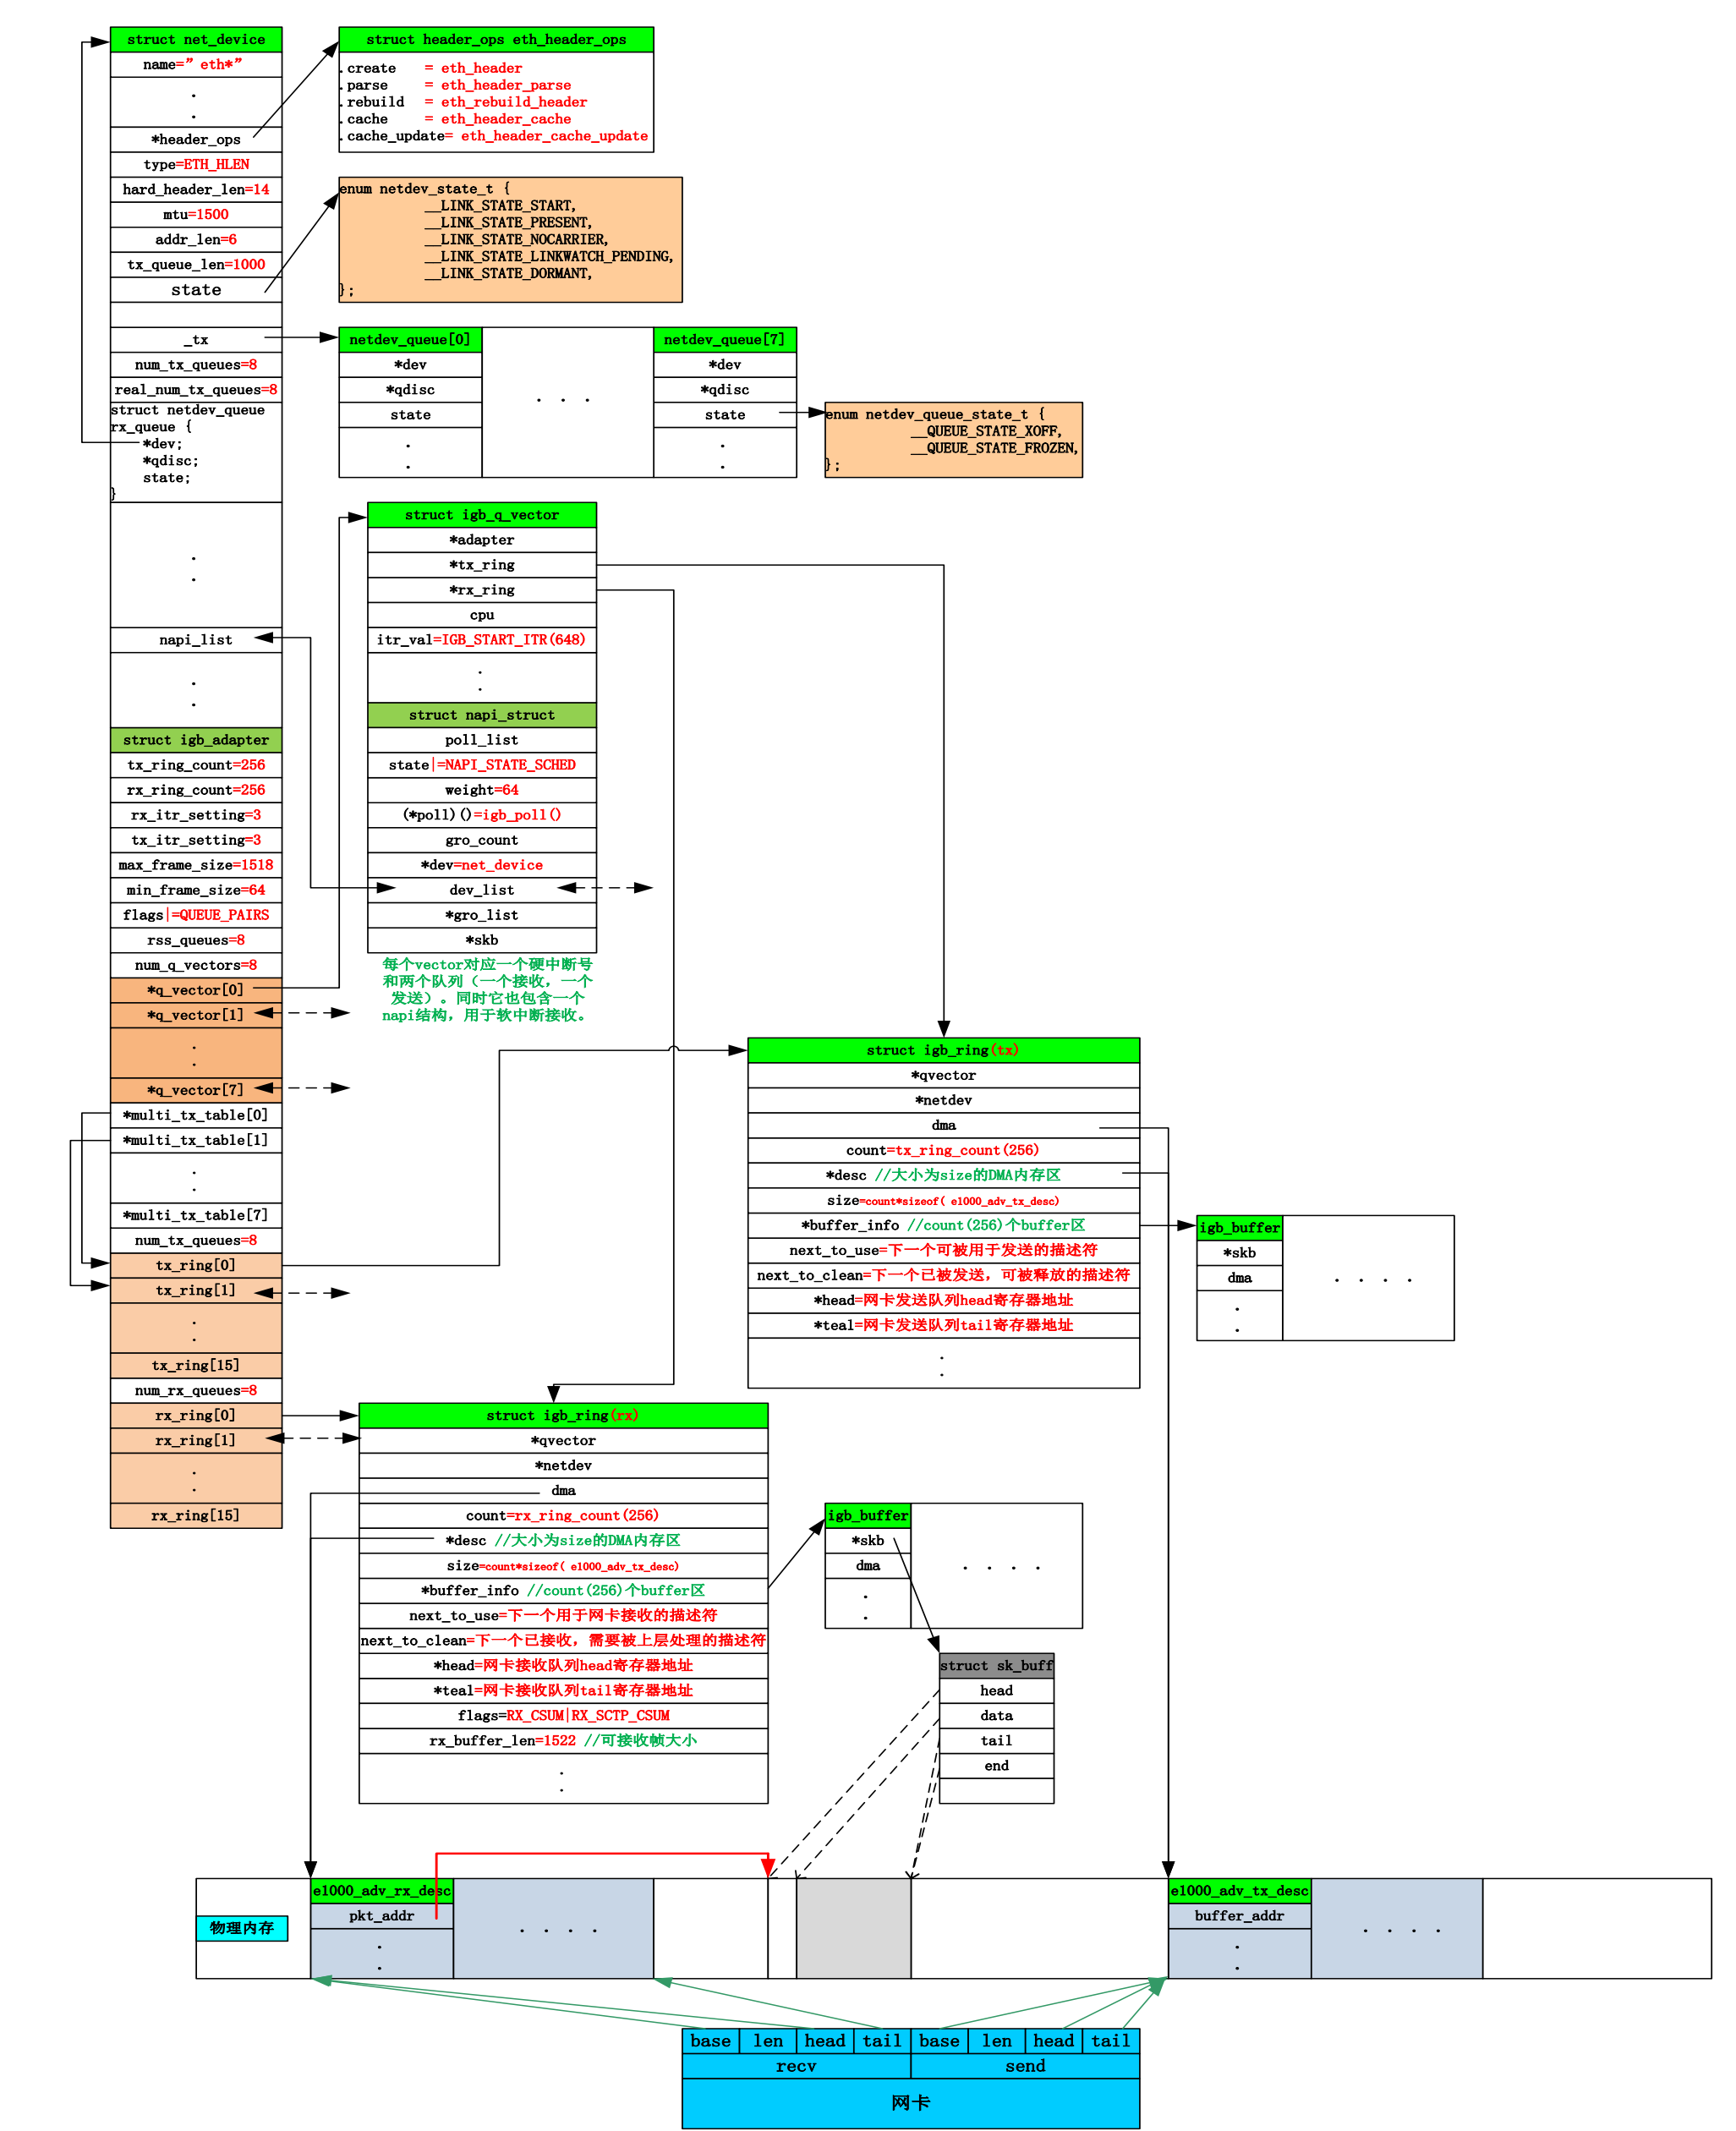 struct net_device
name=” eth*”
.
.
*header_ops
type=ETH_HLEN
hard_header_len=14
mtu=1500
addr_len=6
tx_queue_len=1000
state
_tx
num_tx_queues=8
real_num_tx_queues=8
struct netdev_queue
rx_queue {
*dev;
*qdisc;
state;
}
.
.
napi_list
.
.
struct igb_adapter
tx_ring_count=256
rx_ring_count=256
rx_itr_setting=3
tx_itr_setting=3
max_frame_size=1518
min_frame_size=64
flags|=QUEUE_PAIRS
rss_queues=8
num_q_vectors=8
*q_vector[0]
*q_vector[1]
.
.
*q_vector[7]
*multi_tx_table[0]
*multi_tx_table[1]
.
.
*multi_tx_table[7]
num_tx_queues=8
tx_ring[0]
tx_ring[1]
.
.
tx_ring[15]
num_rx_queues=8
rx_ring[0]
rx_ring[1]
.
.
rx_ring[15]
struct header_ops eth_header_ops
.create = eth_header
.parse = eth_header_parse
.rebuild = eth_rebuild_header
.cache = eth_header_cache
.cache_update= eth_header_cache_update
enum netdev_state_t {
__LINK_STATE_START,
__LINK_STATE_PRESENT,
__LINK_STATE_NOCARRIER,
__LINK_STATE_LINKWATCH_PENDING,
__LINK_STATE_DORMANT,
};
netdev_queue[0]
*dev
*qdisc
state
.
.
. . .
netdev_queue[7]
*dev
*qdisc
state
.
.
enum netdev_queue_state_t {
__QUEUE_STATE_XOFF,
__QUEUE_STATE_FROZEN,
};
struct igb_q_vector
*adapter
*tx_ring
*rx_ring
cpu
itr_val=IGB_START_ITR(648)
.
.
struct napi_struct
poll_list
state|=NAPI_STATE_SCHED
weight=64
(*poll)()=igb_poll()
gro_count
*dev=net_device
dev_list
*gro_list
*skb
每个vector对应一个硬中断号
和两个队列（一个接收，一个
发送）。同时它也包含一个
napi结构，用于软中断接收。
struct igb_ring(tx)
*qvector
*netdev
dma
count=tx_ring_count(256)
*desc //大小为size的DMA内存区
size=count*sizeof( e1000_adv_tx_desc)
*buffer_info //count(256)个buffer区
next_to_use=下一个可被用于发送的描述符
next_to_clean=下一个已被发送，可被释放的描述符
*head=网卡发送队列head寄存器地址
*teal=网卡发送队列tail寄存器地址
.
.
igb_buffer
*skb
dma
.
.
. . . .
struct igb_ring(rx)
*qvector
*netdev
dma
count=rx_ring_count(256)
*desc //大小为size的DMA内存区
size=count*sizeof( e1000_adv_tx_desc)
*buffer_info //count(256)个buffer区
next_to_use=下一个用于网卡接收的描述符
next_to_clean=下一个已接收，需要被上层处理的描述符
*head=网卡接收队列head寄存器地址
*teal=网卡接收队列tail寄存器地址
flags=RX_CSUM|RX_SCTP_CSUM
rx_buffer_len=1522 //可接收帧大小
.
.
igb_buffer
*skb
dma
.
.
. . . .
struct sk_buff
head
data
tail
end
物理内存
e1000_adv_rx_desc
pkt_addr
.
.
. . . .
e1000_adv_tx_desc
buffer_addr
.
.
. . . .
base len head tail base len head tail
recv send
网卡